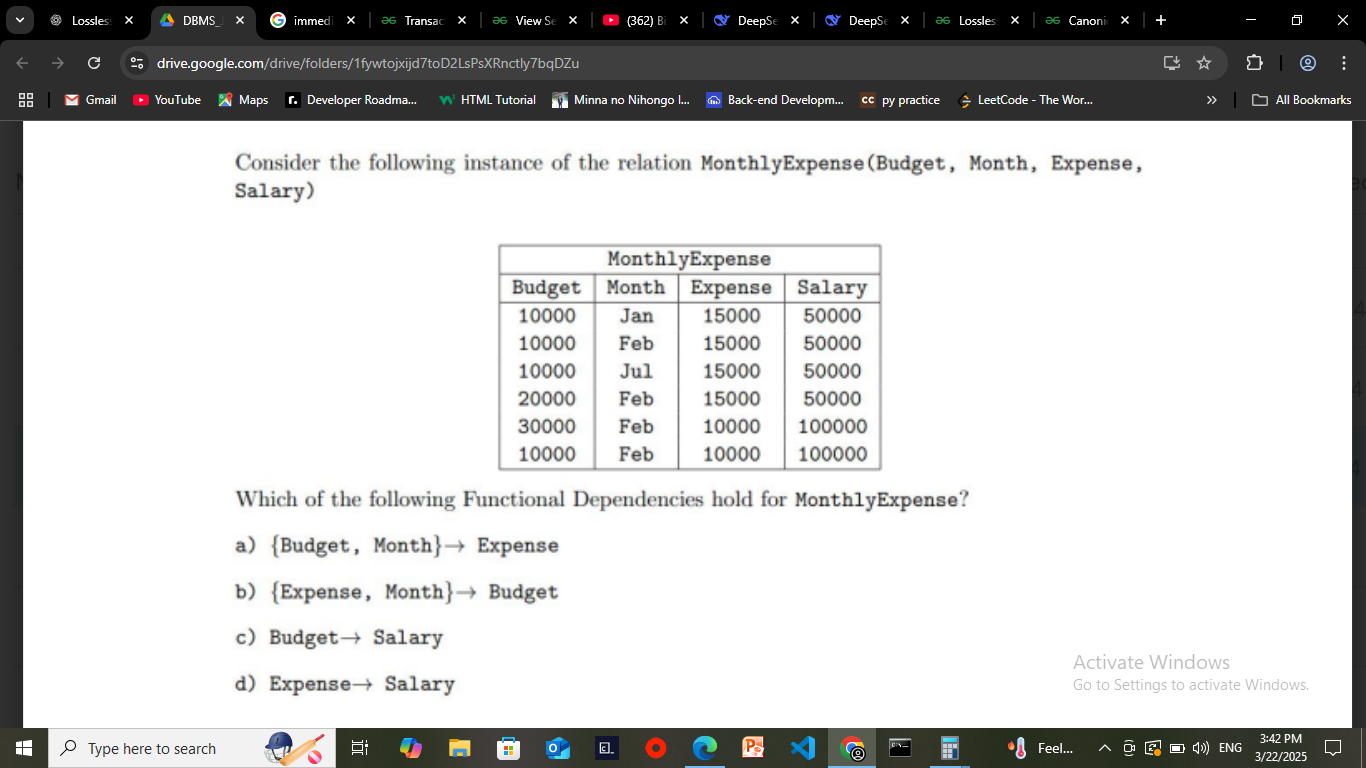 Lossles
DBMS_
immedi
Transac
View Se
(362) Bi
DeepSe
DeepSe
Lossles
Canoni
drive.google.com/drive/folders/1fywtojxijd7toD2LsPsXRnctly7bqDZu
Gmail
YouTube
Maps
Developer Roadma...
HTML Tutorial
Minna no Nihongo I...
Back-end Developm...
py practice
LeetCode - The Wor...
»
All Bookmarks
Consider the following instance of the relation MonthlyExpense(Budget, Month, Expense,
Salary)
MonthlyExpense
Budget Month Expense Salary
10000 Jan 15000 50000
10000 Feb 15000 50000
10000 Jul 15000 50000
20000 Feb 15000 50000
30000 Feb 10000 100000
10000 Feb 10000 100000
Which of the following Functional Dependencies hold for MonthlyExpense?
a) {Budget, Month}→ Expense
b) {Expense, Month}→ Budget
c) Budget→ Salary
d) Expense→ Salary
Activate Windows
Go to Settings to activate Windows.
Type here to search
Feel...
ENG
3:42 PM
3/22/2025